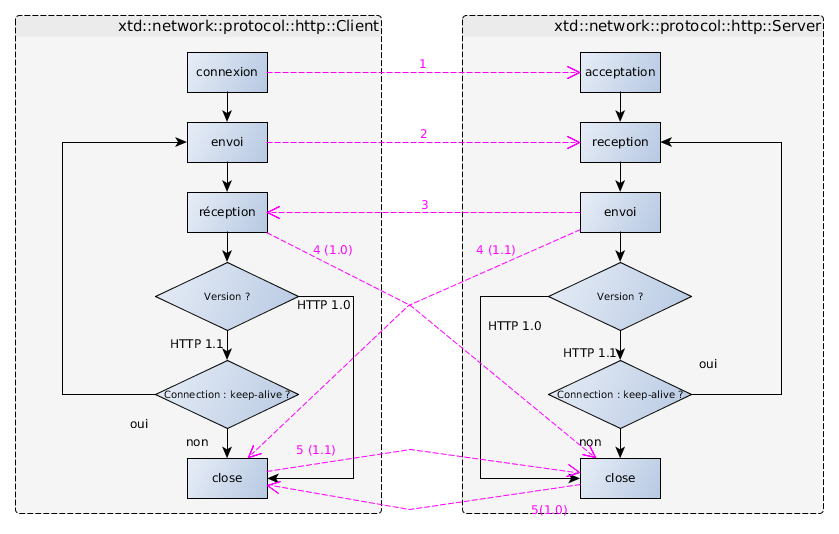 xtd::network::protocol::http::Client
xtd::network::protocol::http::Server
connexion
1
acceptation
envoi
2
reception
réception
3
envoi
4 (1.0)
4 (1.1)
Version ?
HTTP 1.0
Version ?
HTTP 1.0
HTTP 1.1
HTTP 1.1
oui
Connection : keep-alive ?
Connection : keep-alive ?
oui
non
non
5 (1.1)
close
close
5(1.0)